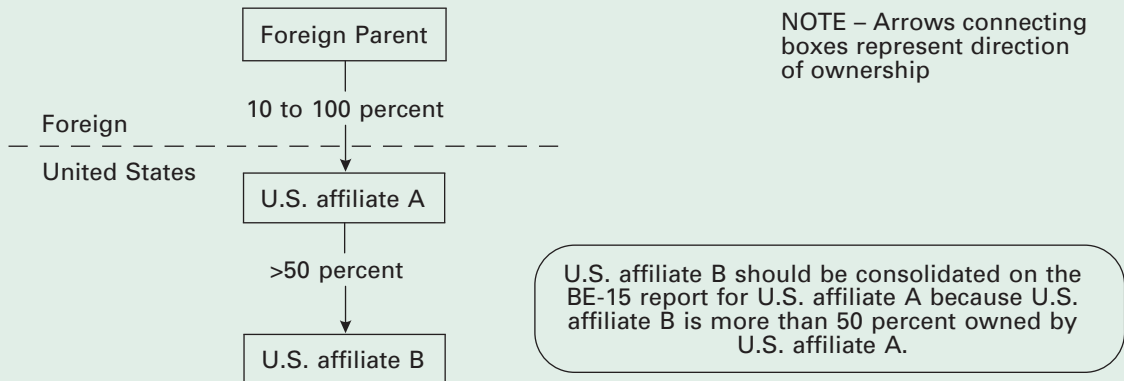 Foreign Parent
NOTE – Arrows connecting
boxes represent direction
of ownership
10 to 100 percent
Foreign
United States
U.S. affiliate A
>50 percent
U.S. affiliate B should be consolidated on the
BE-15 report for U.S. affiliate A because U.S.
affiliate B is more than 50 percent owned by
U.S. affiliate A.
U.S. affiliate B